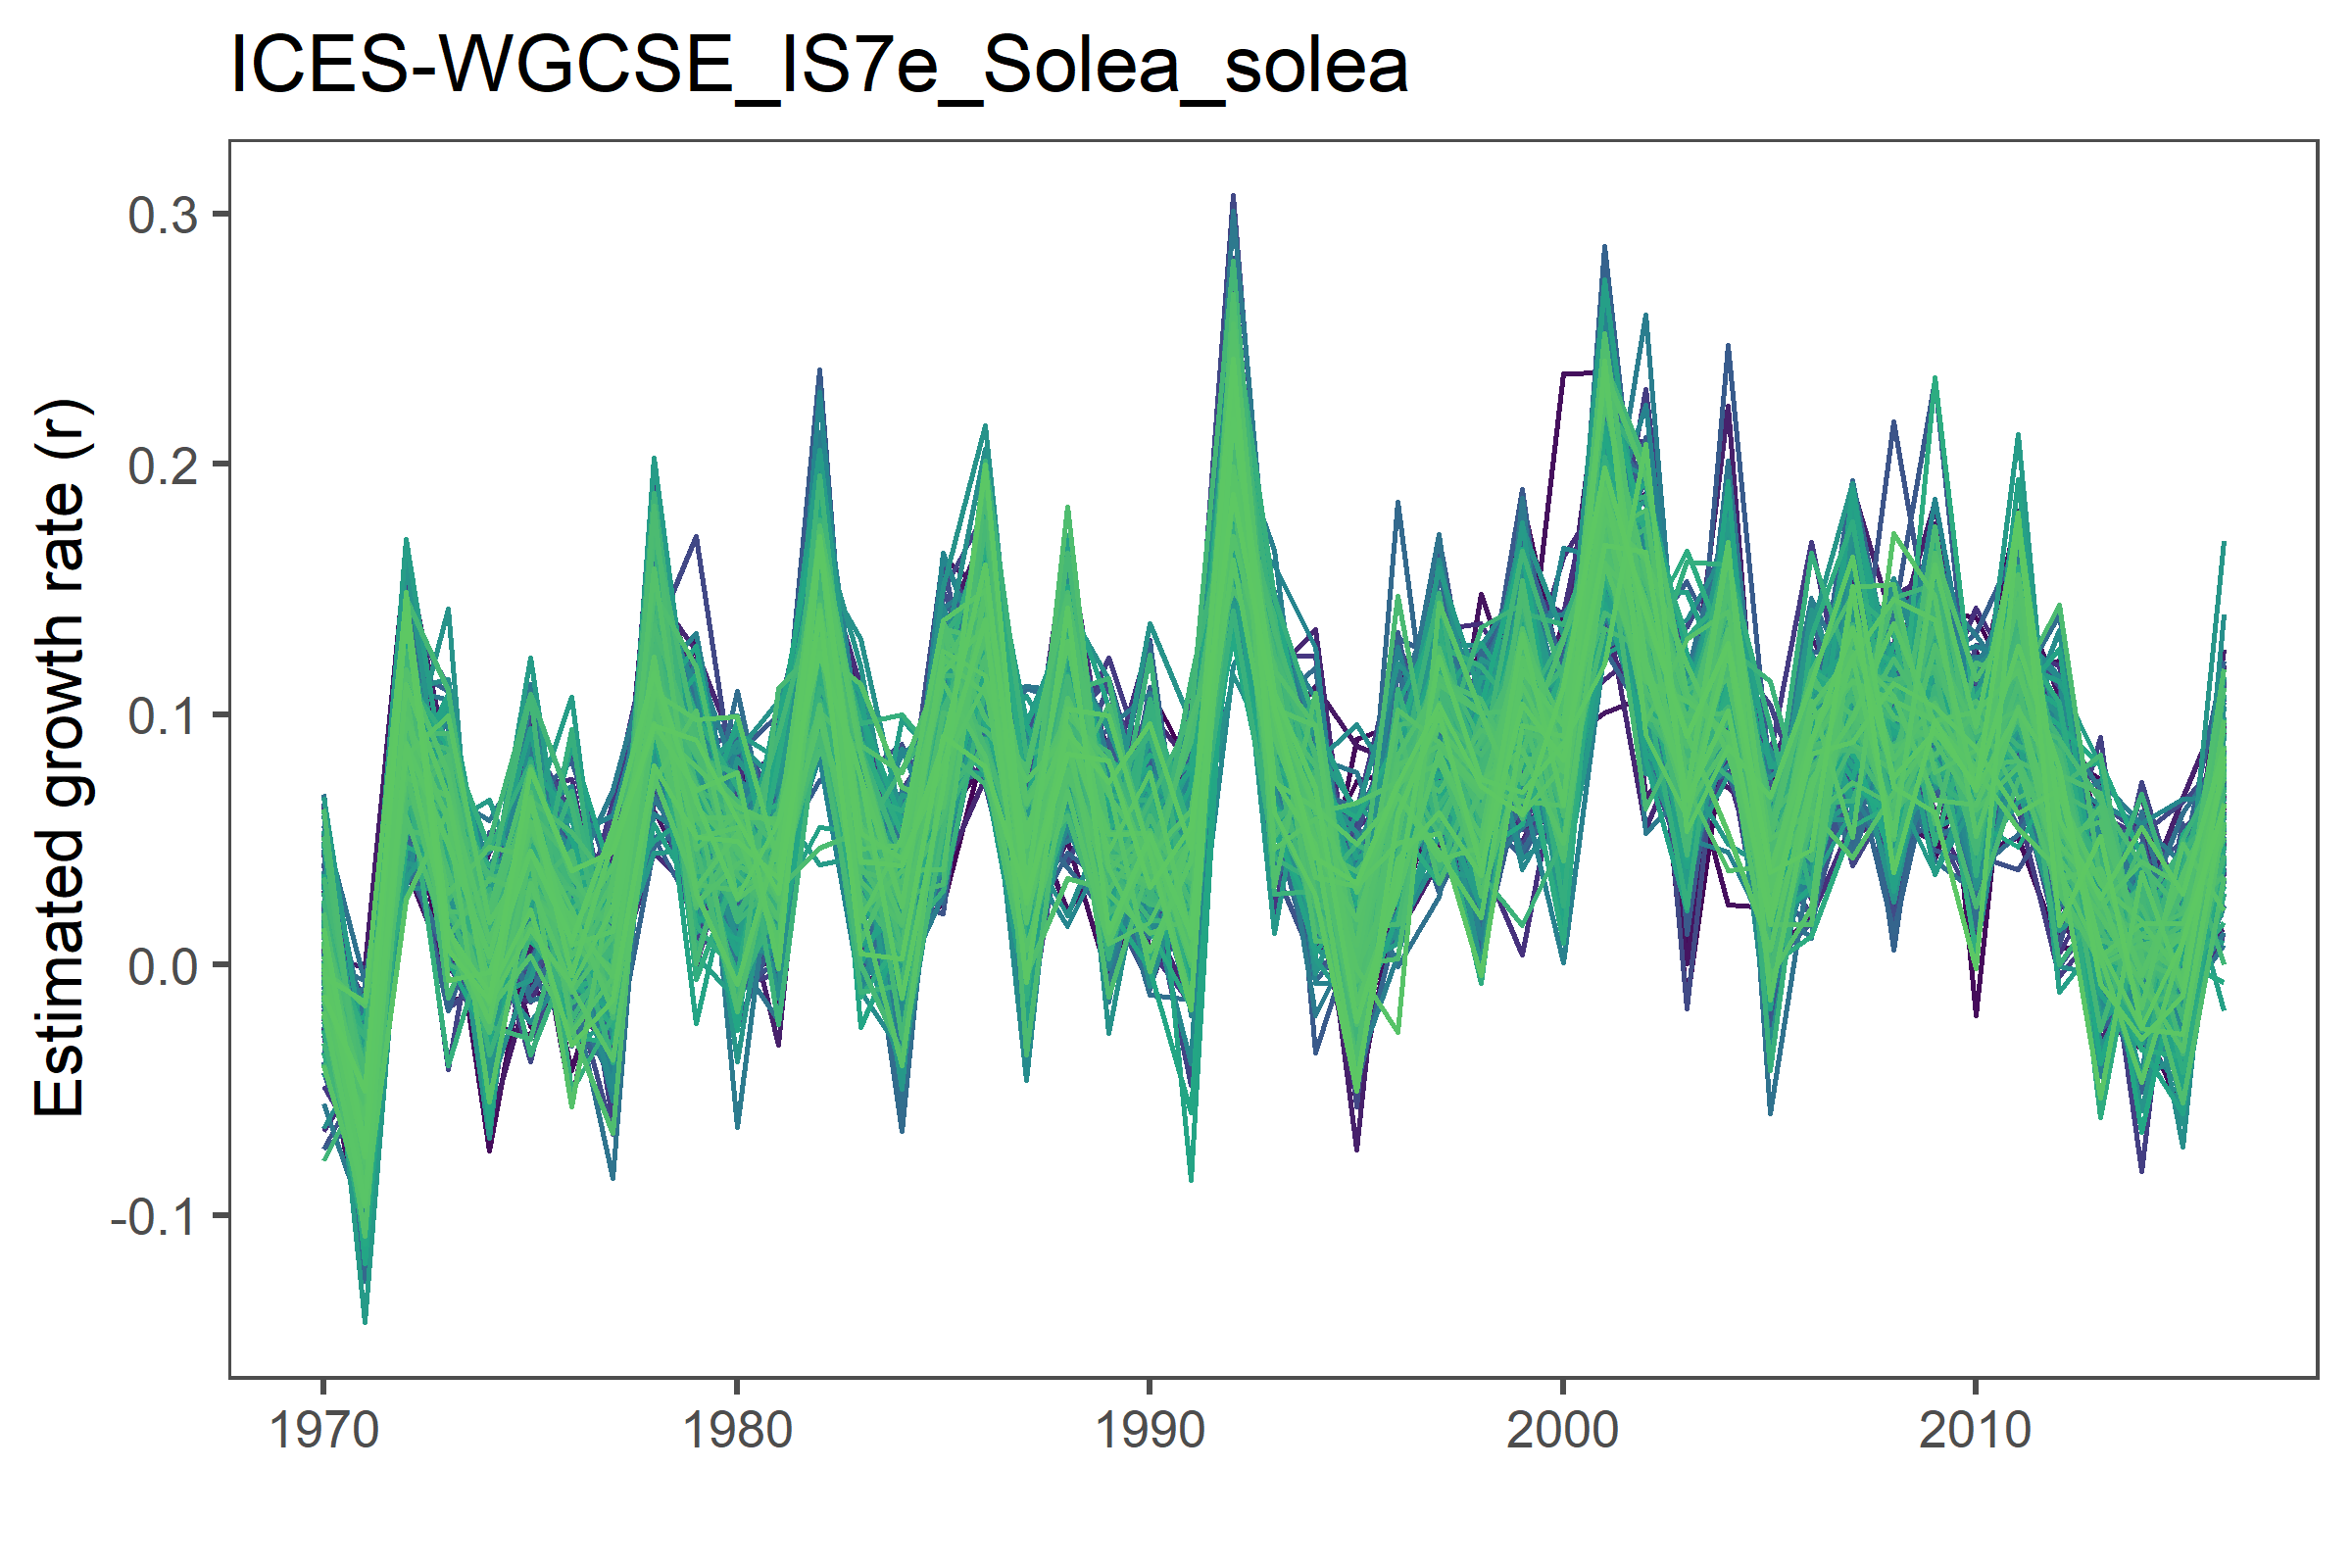 ICES-WGCSE_IS7e_Solea_solea
Estimated growth rate (r)
0.3
0.2
0.1
0.0
-0.1
1970 1980 1990 2000 2010